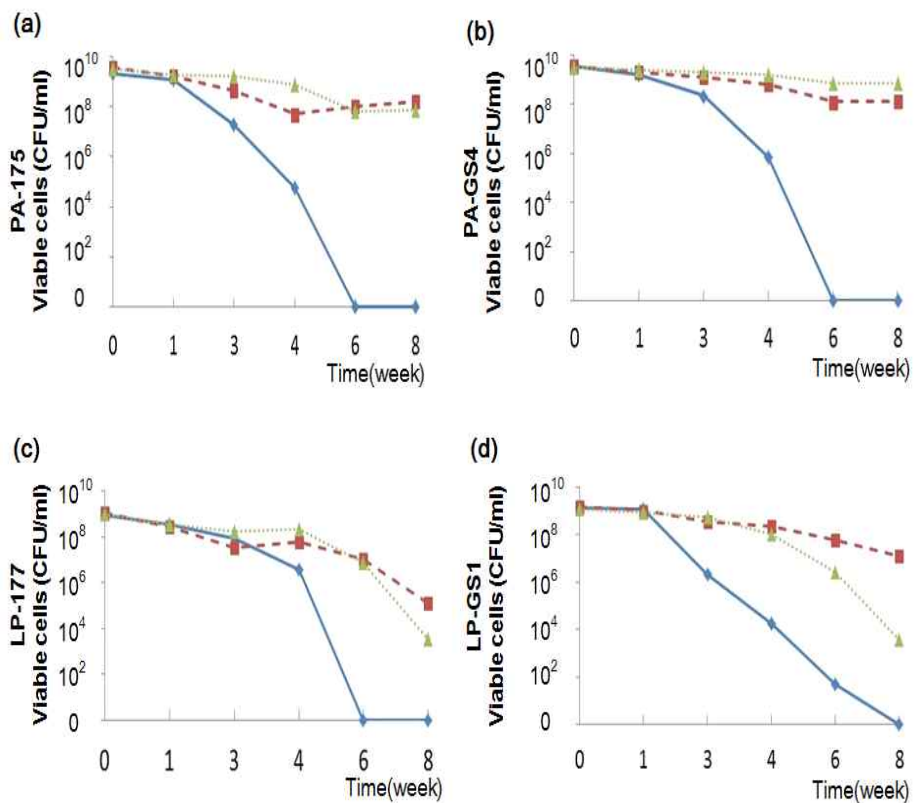 (a)
PA-175
Viable cells (CFU/ml)
10^10
10^8
10^6
10^4
10^2
0
0 1 3 4 6 8
Time(week)
(b)
PA-GS4
Viable cells (CFU/ml)
10^10
10^8
10^6
10^4
10^2
0
0 1 3 4 6 8
Time(week)
(c)
LP-177
Viable cells (CFU/ml)
10^10
10^8
10^6
10^4
10^2
0
0 1 3 4 6 8
Time(week)
(d)
LP-GS1
Viable cells (CFU/ml)
10^10
10^8
10^6
10^4
10^2
0
0 1 3 4 6 8
Time(week)